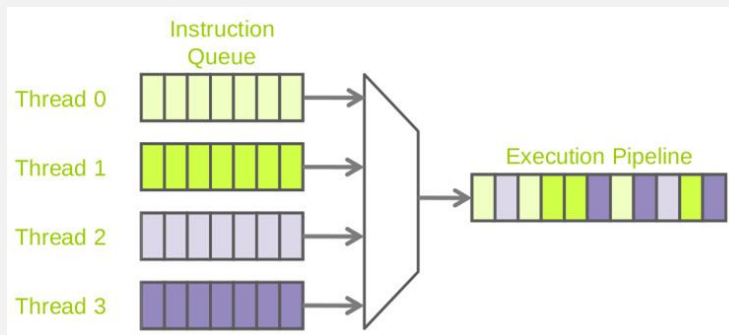 Instruction
Queue
Thread 0
Thread 1
Execution Pipeline
Thread 2
Thread 3